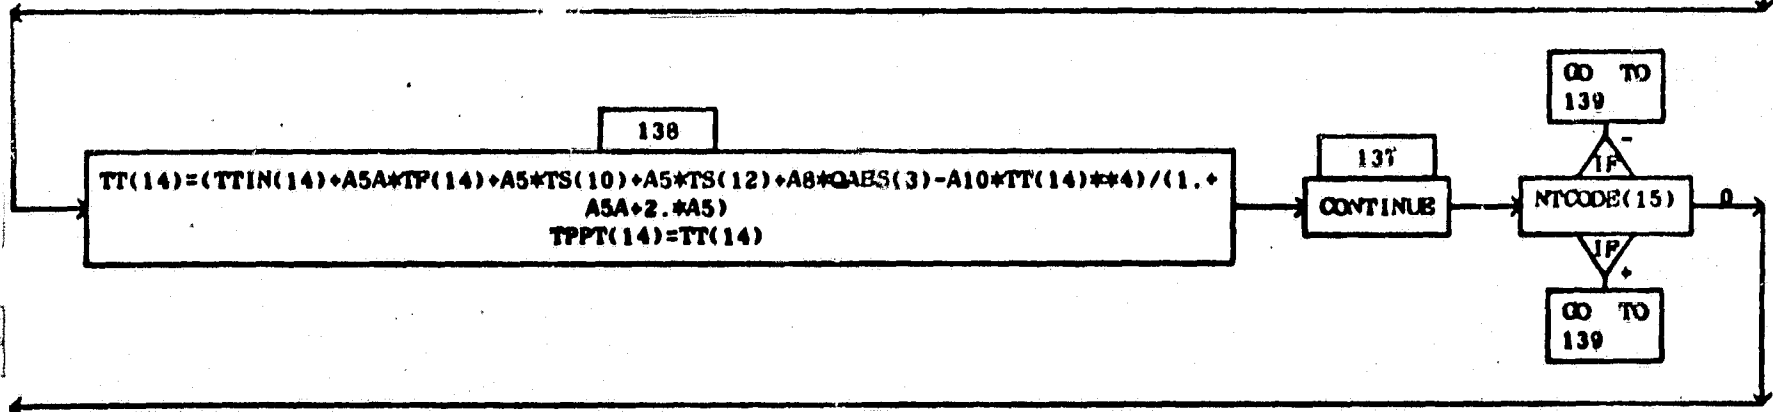 138
TT(14)=(TTIN(14)+A5A*TF(14)+A5*TS(10)+A5*TS(12)+A8*QAES(3)-A10*TT(14)**4)/(1.+
A5A+2.*A5)
TPPT(14)=TT(14)
137
CONTINUE
GO TO
139
-
IF
NTCODE(15)
0
IF
+
GO TO
139